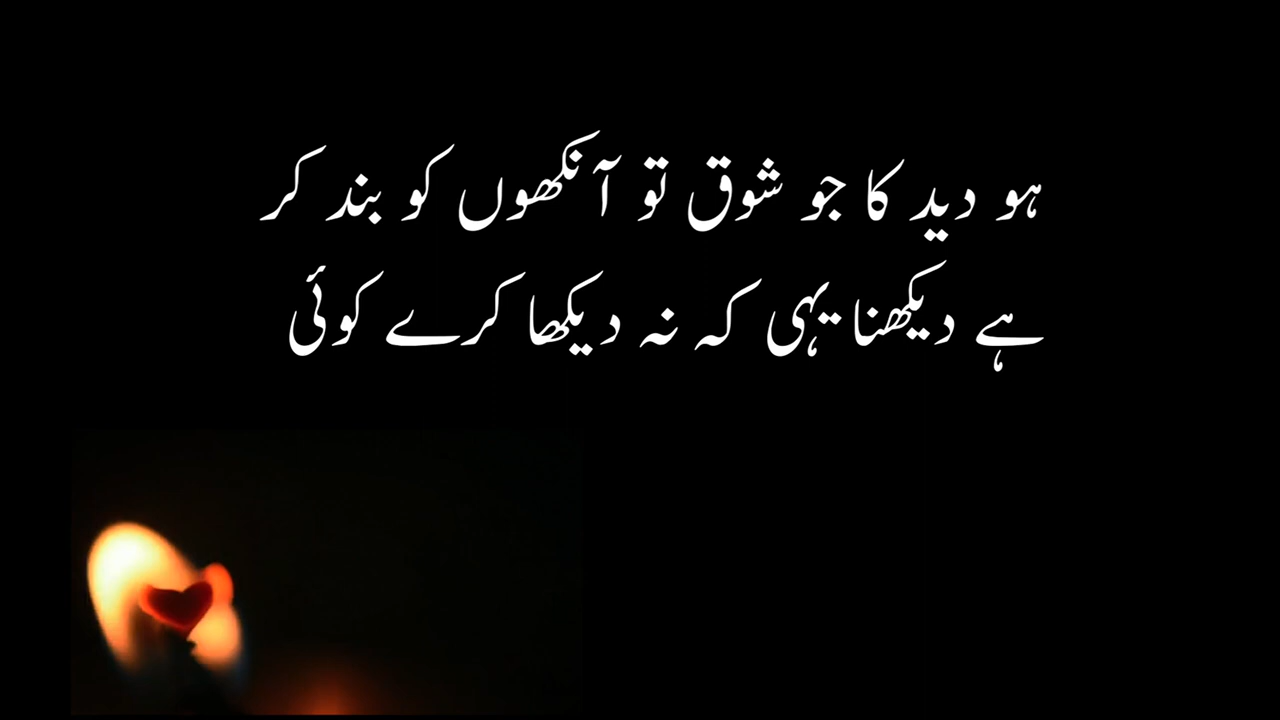 ہو دید کا جو شوق تو آنکھوں کو بند کر
ہے دیکھنا یہی کہ نہ دیکھا کرے کوئی